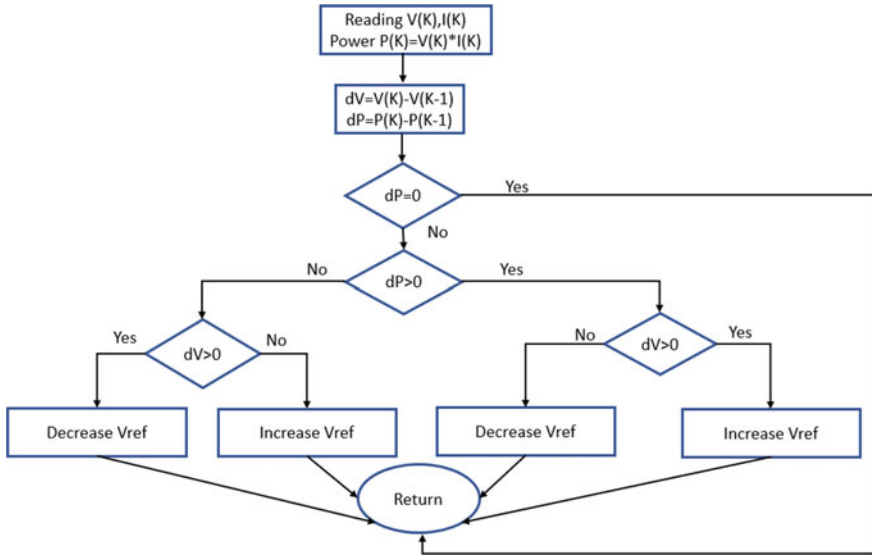 Reading V(K),I(K)
Power P(K)=V(K)*I(K)
dV=V(K)-V(K-1)
dP=P(K)-P(K-1)
dP=0
Yes
No
dP>0
No
Yes
dV>0
Yes
No
dV>0
No
Yes
Decrease Vref
Increase Vref
Decrease Vref
Increase Vref
Return